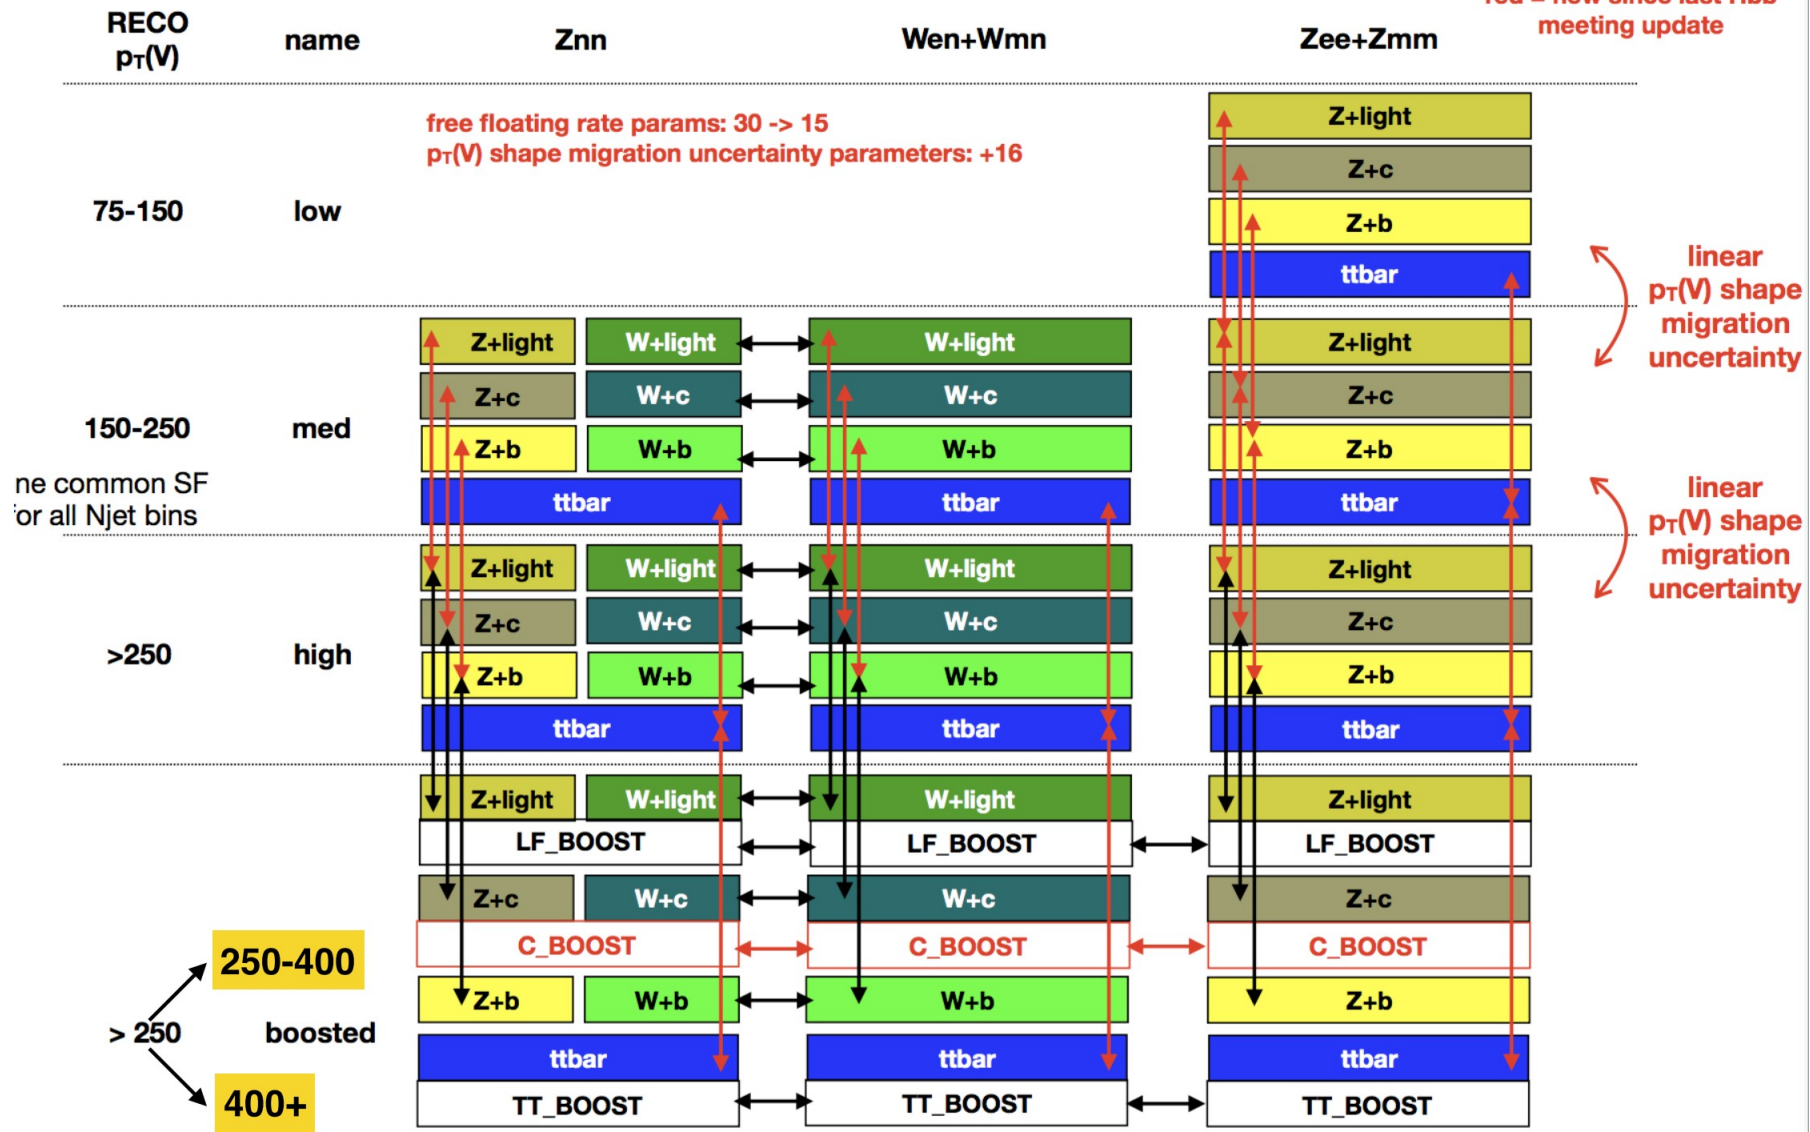 red = new since last Hbb
meeting update
RECO
pT(V)
name
Znn
Wen+Wmn
Zee+Zmm
free floating rate params: 30 -> 15
pT(V) shape migration uncertainty parameters: +16
75-150
low
Z+light
Z+c
Z+b
ttbar
linear
pT(V) shape
migration
uncertainty
150-250
med
ne common SF
or all Njet bins
Z+light W+light W+light Z+light
Z+c W+c W+c Z+c
Z+b W+b W+b Z+b
ttbar ttbar ttbar
linear
pT(V) shape
migration
uncertainty
>250
high
Z+light W+light W+light Z+light
Z+c W+c W+c Z+c
Z+b W+b W+b Z+b
ttbar ttbar ttbar
Z+light W+light W+light Z+light
LF_BOOST LF_BOOST LF_BOOST
Z+c W+c W+c Z+c
C_BOOST C_BOOST C_BOOST
250-400
Z+b W+b W+b Z+b
> 250
boosted
ttbar ttbar ttbar
400+
TT_BOOST TT_BOOST TT_BOOST